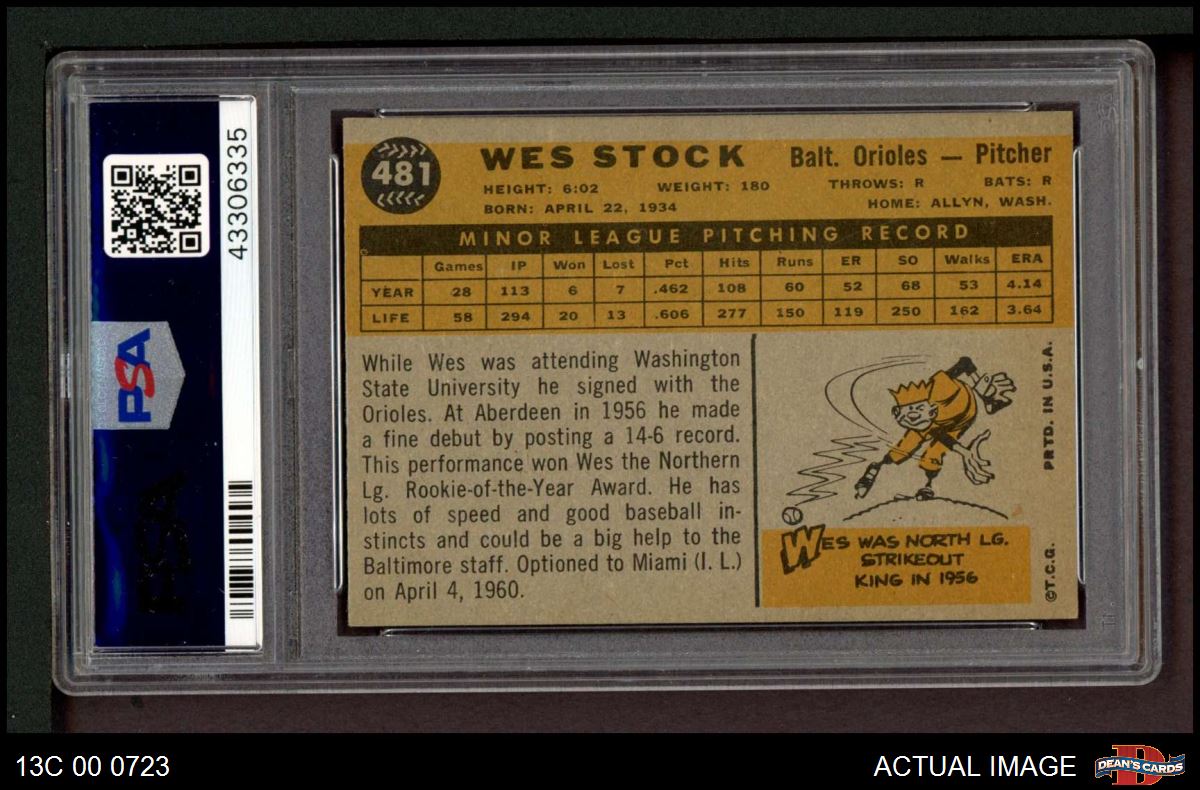 43306335
PSA
481
WES STOCK
Balt. Orioles — Pitcher
HEIGHT: 6:02 WEIGHT: 180 THROWS: R BATS: R
BORN: APRIL 22, 1934 HOME: ALLYN, WASH.
MINOR LEAGUE PITCHING RECORD
Games IP Won Lost Pct Hits Runs ER SO Walks ERA
YEAR 28 113 6 7 .462 108 60 52 68 53 4.14
LIFE 58 294 20 13 .606 277 150 119 250 162 3.64
While Wes was attending Washington
State University he signed with the
Orioles. At Aberdeen in 1956 he made
a fine debut by posting a 14-6 record.
This performance won Wes the Northern
Lg. Rookie-of-the-Year Award. He has
lots of speed and good baseball in-
stincts and could be a big help to the
Baltimore staff. Optioned to Miami (I. L.)
on April 4, 1960.
WES WAS NORTH LG.
STRIKEOUT
KING IN 1956
©T.C.G. PRTD. IN U.S.A.
13C 00 0723
ACTUAL IMAGE
D
DEAN'S CARDS